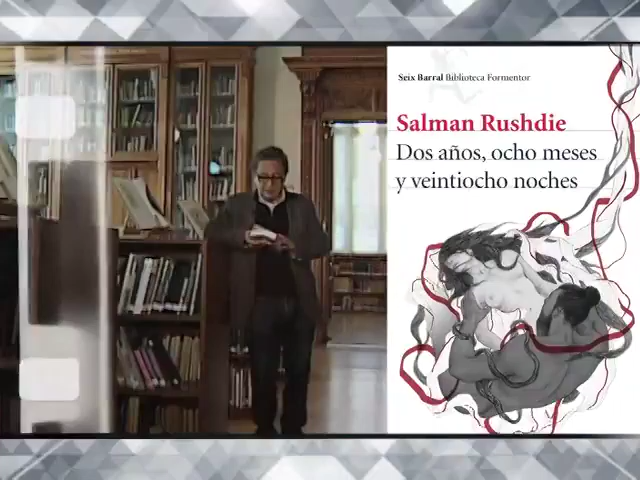 Seix Barral Biblioteca Formentor
Salman Rushdie
Dos años, ocho meses
y veintiocho noches